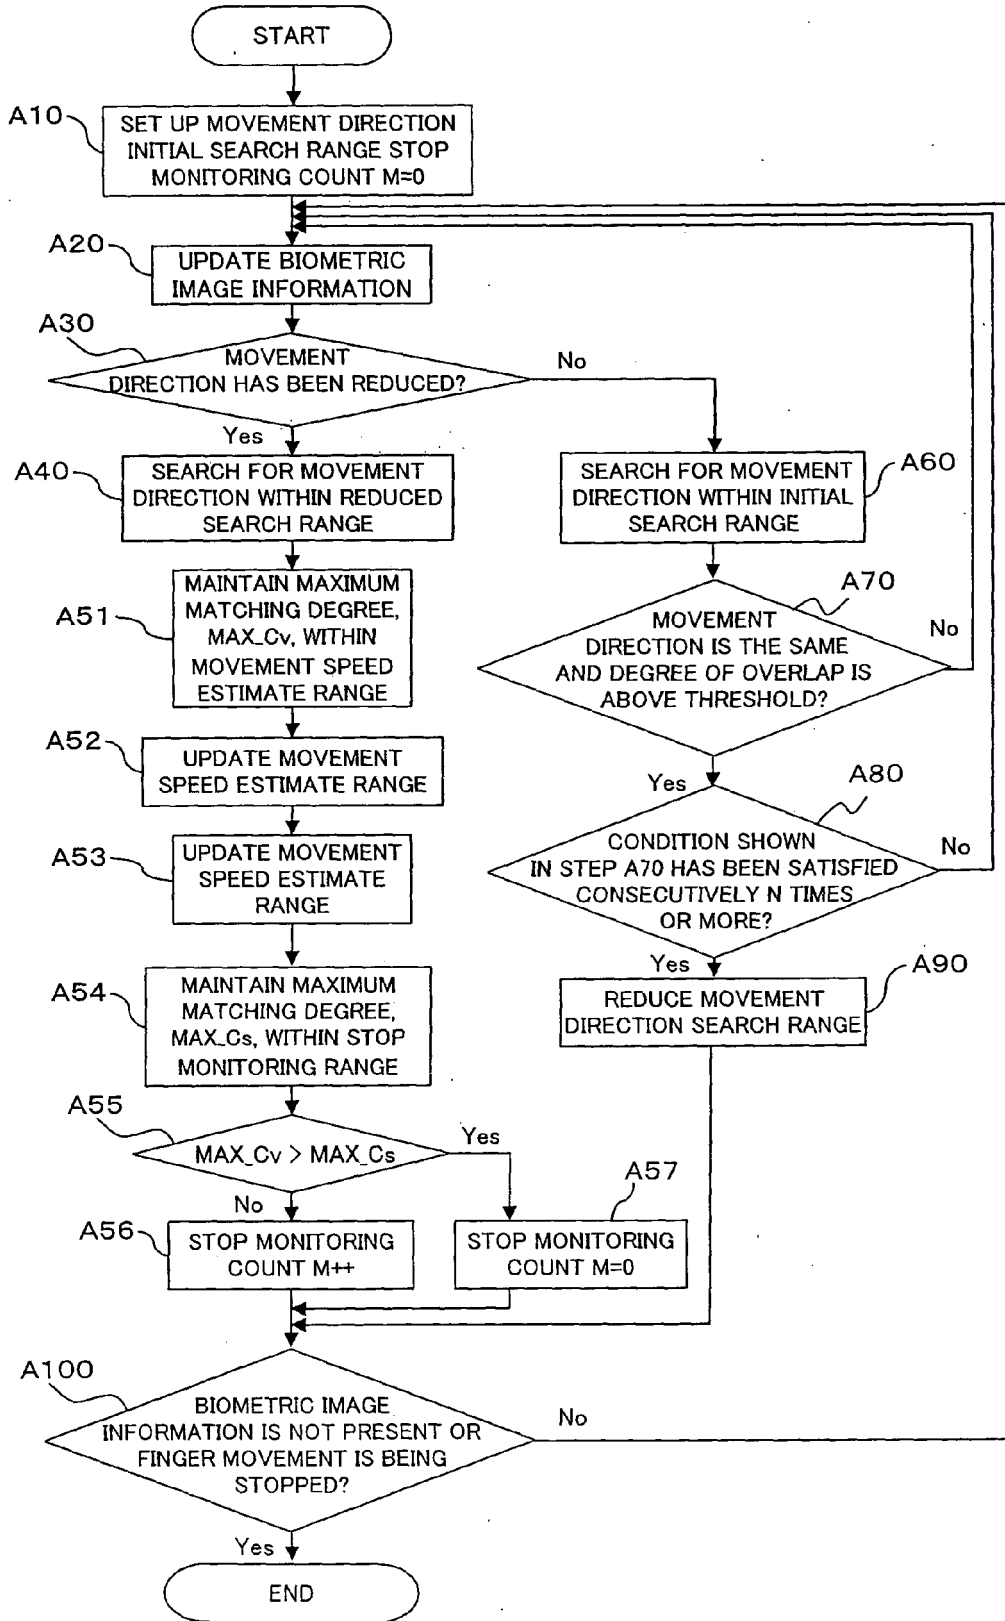 START
A10
SET UP MOVEMENT DIRECTION
INITIAL SEARCH RANGE STOP
MONITORING COUNT M=0
A20
UPDATE BIOMETRIC
IMAGE INFORMATION
A30
MOVEMENT
DIRECTION HAS BEEN REDUCED?
No
Yes
A40
SEARCH FOR MOVEMENT
DIRECTION WITHIN REDUCED
SEARCH RANGE
A60
SEARCH FOR MOVEMENT
DIRECTION WITHIN INITIAL
SEARCH RANGE
A51
MAINTAIN MAXIMUM
MATCHING DEGREE,
MAX_Cv, WITHIN
MOVEMENT SPEED
ESTIMATE RANGE
A70
MOVEMENT
DIRECTION IS THE SAME
AND DEGREE OF OVERLAP IS
ABOVE THRESHOLD?
No
Yes
A52
UPDATE MOVEMENT
SPEED ESTIMATE RANGE
A80
CONDITION SHOWN
IN STEP A70 HAS BEEN SATISFIED
CONSECUTIVELY N TIMES
OR MORE?
No
Yes
A53
UPDATE MOVEMENT
SPEED ESTIMATE
RANGE
A90
REDUCE MOVEMENT
DIRECTION SEARCH RANGE
A54
MAINTAIN MAXIMUM
MATCHING DEGREE,
MAX_Cs, WITHIN STOP
MONITORING RANGE
A55
MAX_Cv > MAX_Cs
Yes
No
A56
STOP MONITORING
COUNT M++
A57
STOP MONITORING
COUNT M=0
A100
BIOMETRIC IMAGE
INFORMATION IS NOT PRESENT OR
FINGER MOVEMENT IS BEING
STOPPED?
No
Yes
END